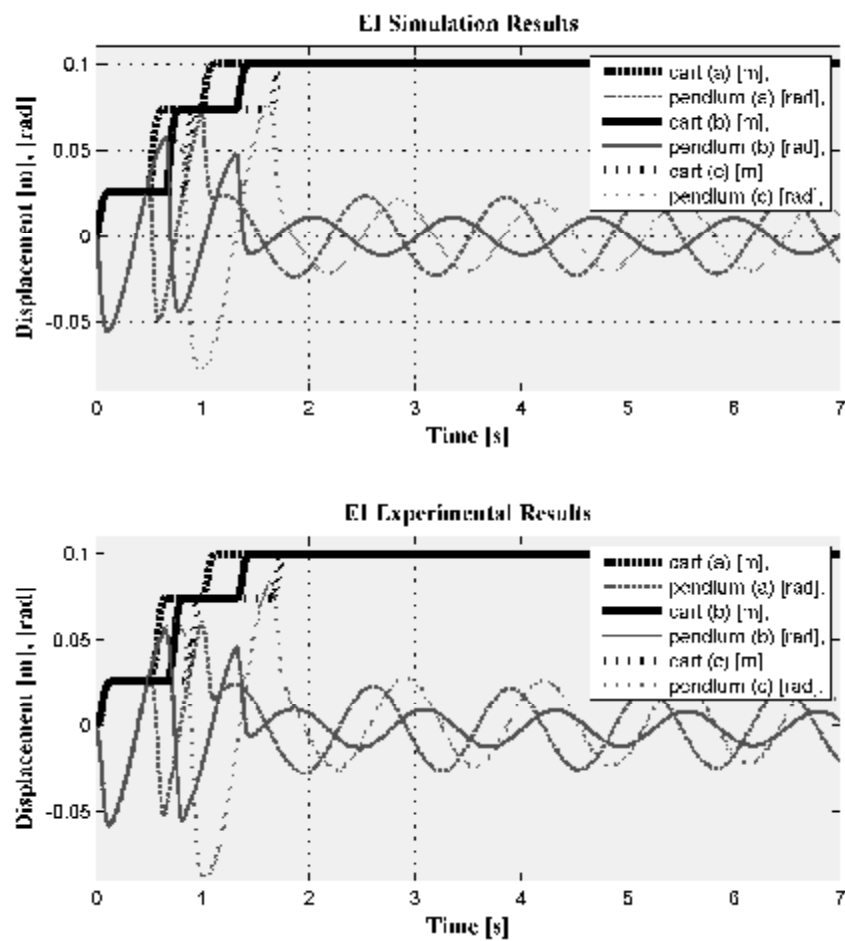 EI Simulation Results
0.1
0.05
0
-0.05
Displacement [m], [rad]
cart (a) [m],
pendlum (a) [rad],
cart (b) [m],
pendlum (b) [rad],
cart (c) [m]
pendlum (c) [rad],
0 1 2 3 4 5 6 7
Time [s]
EI Experimental Results
0.1
0.05
0
-0.05
Displacement [m], [rad]
cart (a) [m],
pendlum (a) [rad].
cart (b) [m],
pendlum (b) [rad],
cart (c) [m]
pendlum (c) [rad].
0 1 2 3 4 5 6 7
Time [s]